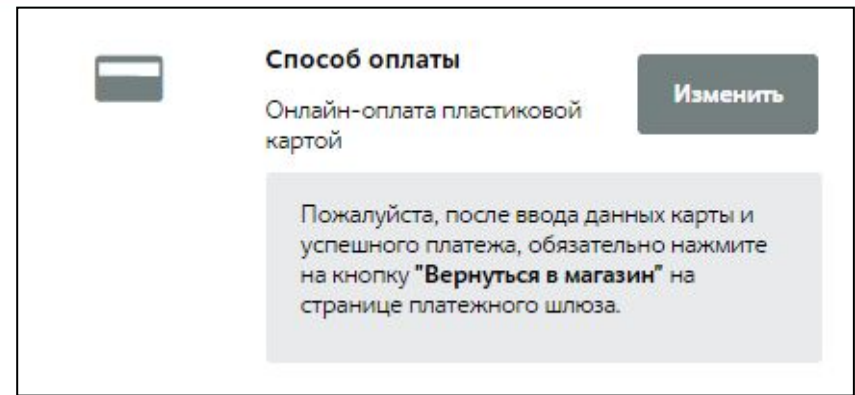 Способ оплаты
Изменить
Онлайн-оплата пластиковой
картой
Пожалуйста, после ввода данных карты и
успешного платежа, обязательно нажмите
на кнопку "Вернуться в магазин" на
странице платежного шлюза.